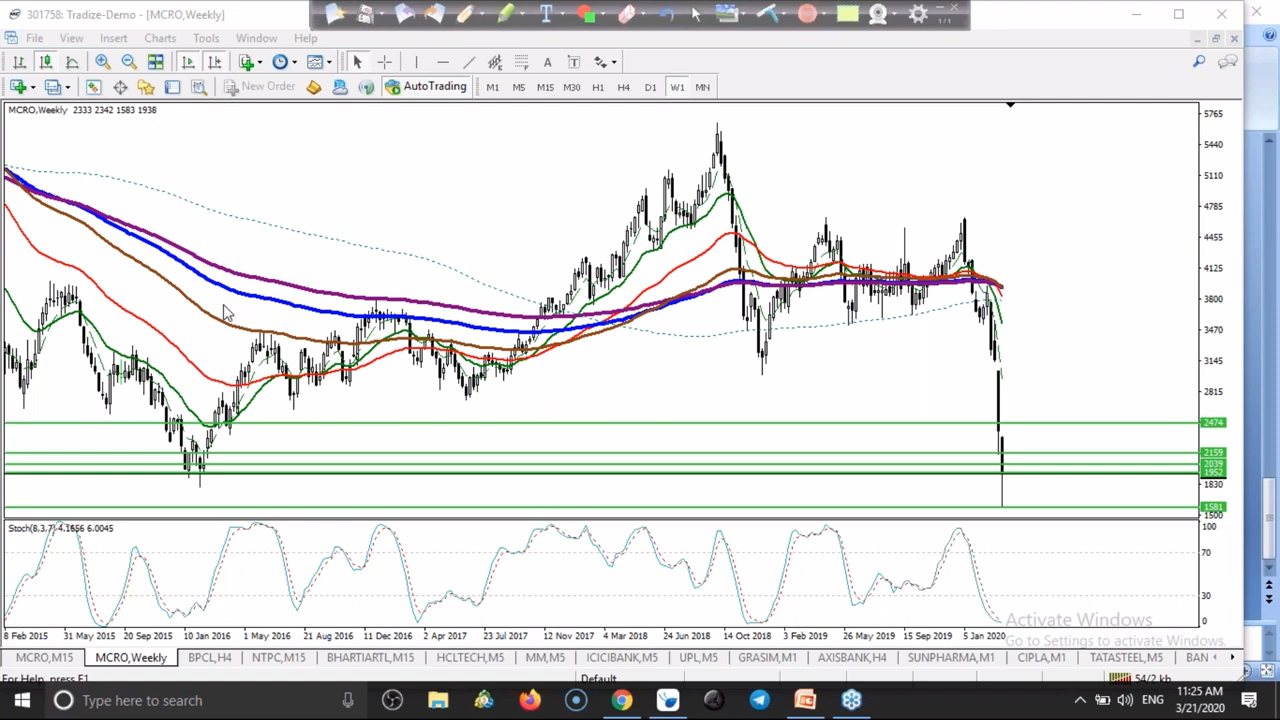 301758: Tradize-Demo - [MCRO,Weekly]
1/1
File View Insert Charts Tools Window Help
New Order AutoTrading M1 M5 M15 M30 H1 H4 D1 W1 MN
MCRO,Weekly 2333 2342 1583 1938
5765
5440
5110
4785
4455
4125
3800
3470
3145
2815
2474
2159
2039
1952
1830
1581
1500
Stoch(8,3,7) 4.1656 6.0045
100
70
30
0
8 Feb 2015 31 May 2015 20 Sep 2015 10 Jan 2016 1 May 2016 21 Aug 2016 11 Dec 2016 2 Apr 2017 23 Jul 2017 12 Nov 2017 4 Mar 2018 24 Jun 2018 14 Oct 2018 3 Feb 2019 26 May 2019 15 Sep 2019 5 Jan 2020
Activate Windows
Go to Settings to activate Windows.
MCRO,M15 MCRO,Weekly BPCL,H4 NTPC,M15 BHARTIARTL,M15 HCLTECH,M5 MM,M5 ICICIBANK,M5 UPL,M5 GRASIM,M1 AXISBANK,H4 SUNPHARMA,M1 CIPLA,M1 TATASTEEL,M5 BAN
For Help, press F1 Default 54/2 kb
Type here to search
ENG
11:25 AM
3/21/2020